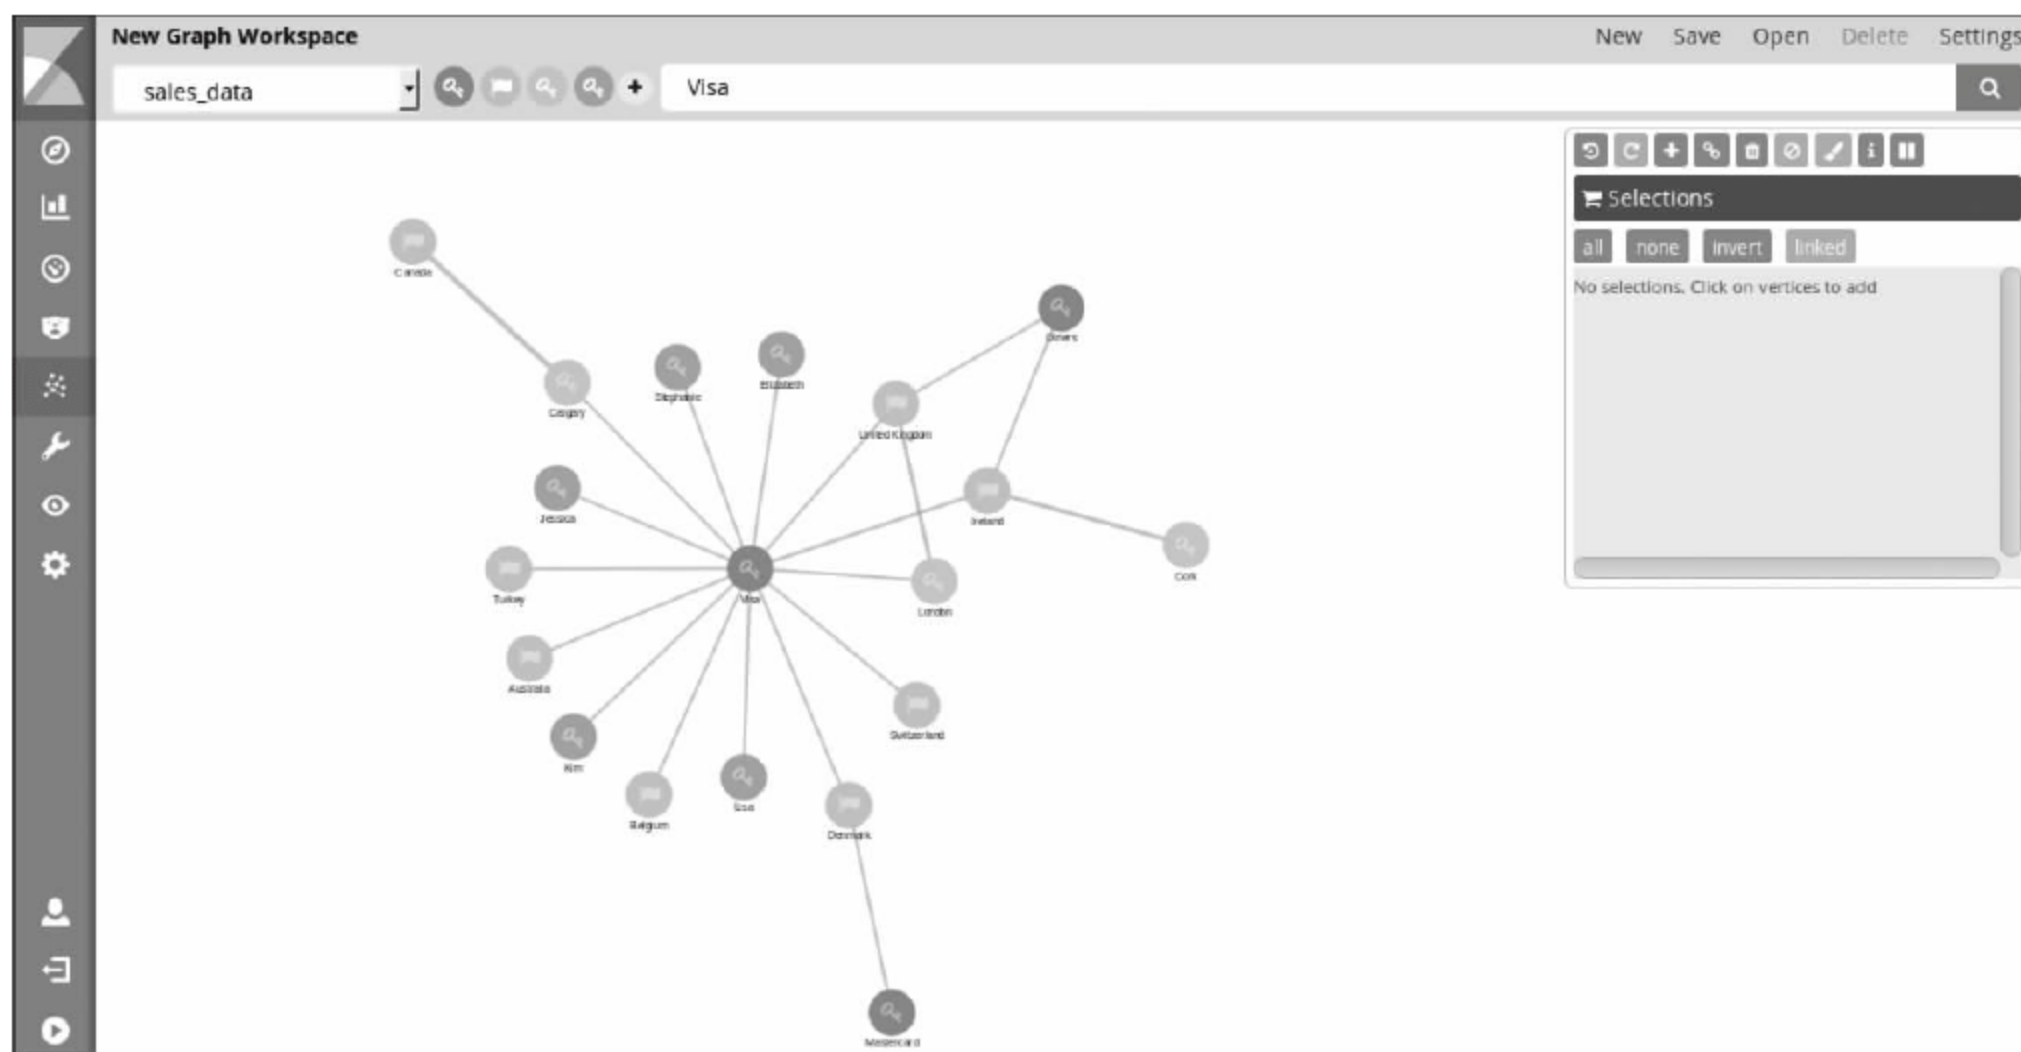 New Graph Workspace
New Save Open Delete Settings
sales_data
Visa
Selections
all none invert linked
No selections. Click on vertices to add
Canada
Diners
Elizabeth
Stephanie
Calgary
United Kingdom
Jessica
Ireland
Cork
Turkey
Visa
London
Australia
Switzerland
Kim
Belgium
Denmark
Mastercard